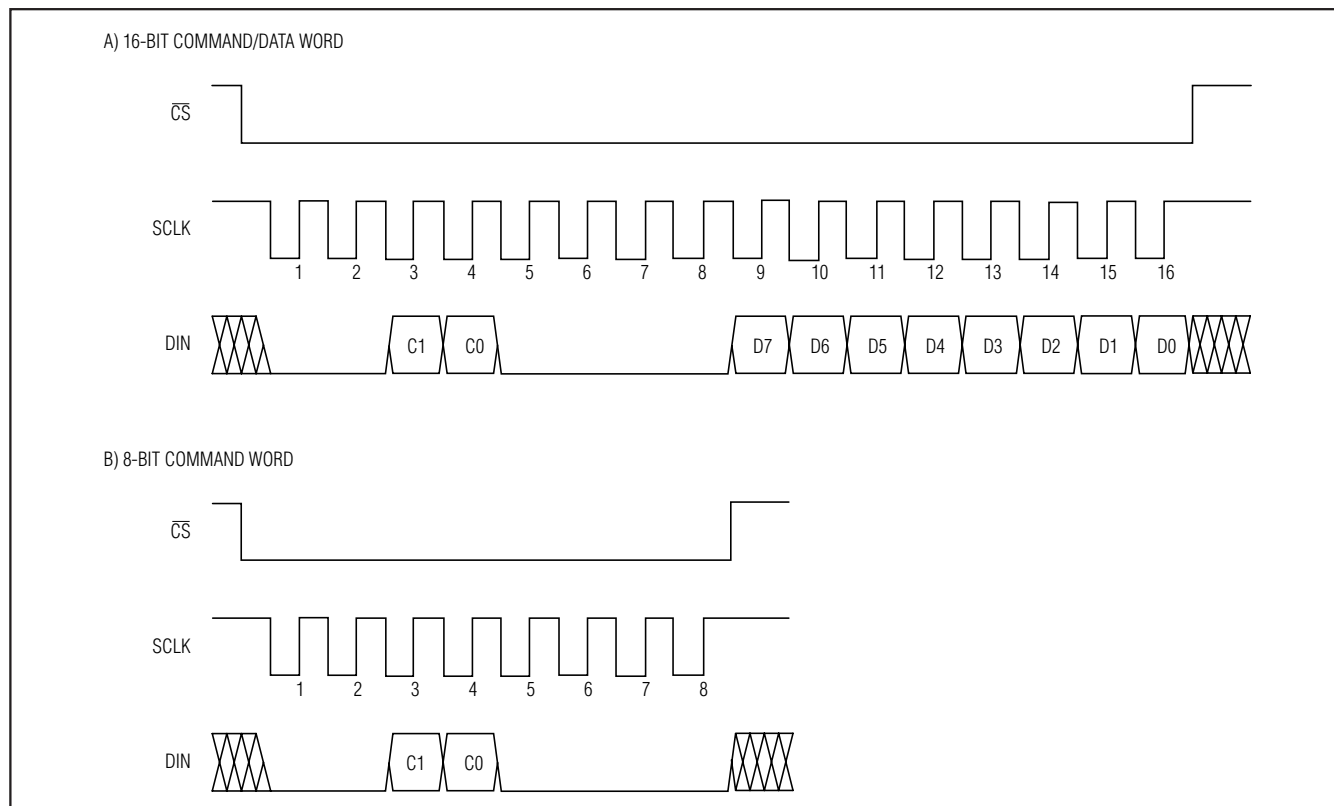 A) 16-BIT COMMAND/DATA WORD
CS
SCLK
1 2 3 4 5 6 7 8 9 10 11 12 13 14 15 16
DIN C1 C0 D7 D6 D5 D4 D3 D2 D1 D0
B) 8-BIT COMMAND WORD
CS
SCLK
1 2 3 4 5 6 7 8
DIN C1 C0